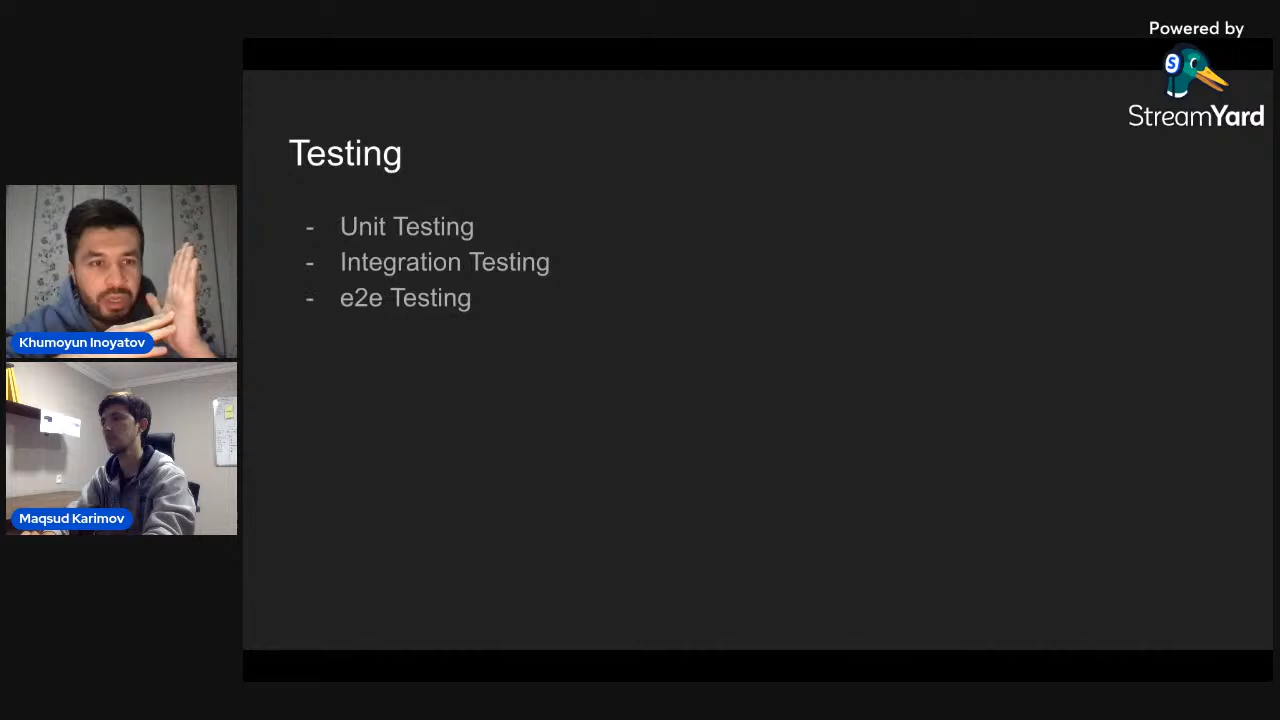 Powered by
S
StreamYard
Testing
- Unit Testing
- Integration Testing
- e2e Testing
Khumoyun Inoyatov
Maqsud Karimov